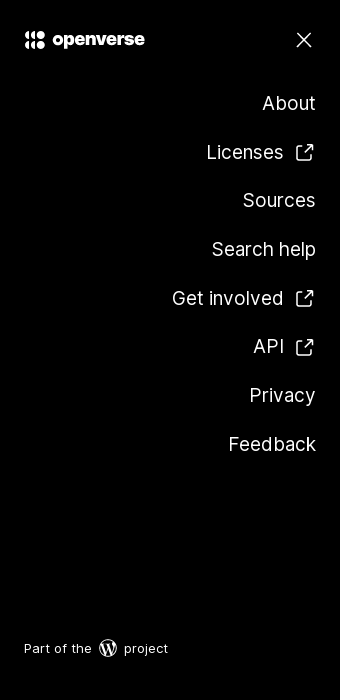 openverse
About
Licenses
Sources
Search help
Get involved
API
Privacy
Feedback
Part of the project